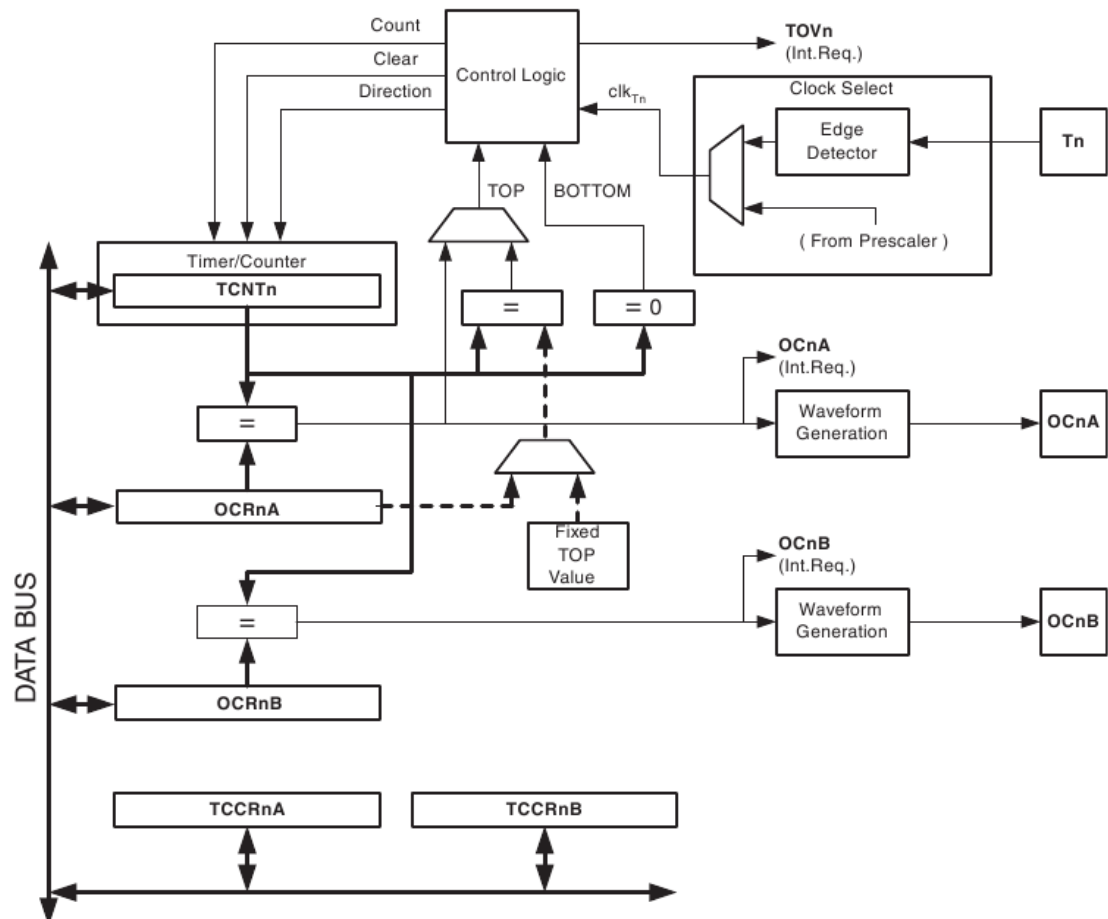 Count
Clear
Direction
Control Logic
TOVn
(Int.Req.)
clkTn
Clock Select
Edge
Detector
Tn
( From Prescaler )
TOP
BOTTOM
Timer/Counter
TCNTn
=
= 0
OCnA
(Int.Req.)
=
Waveform
Generation
OCnA
OCRnA
Fixed
TOP
Value
OCnB
(Int.Req.)
=
Waveform
Generation
OCnB
OCRnB
DATA BUS
TCCRnA
TCCRnB